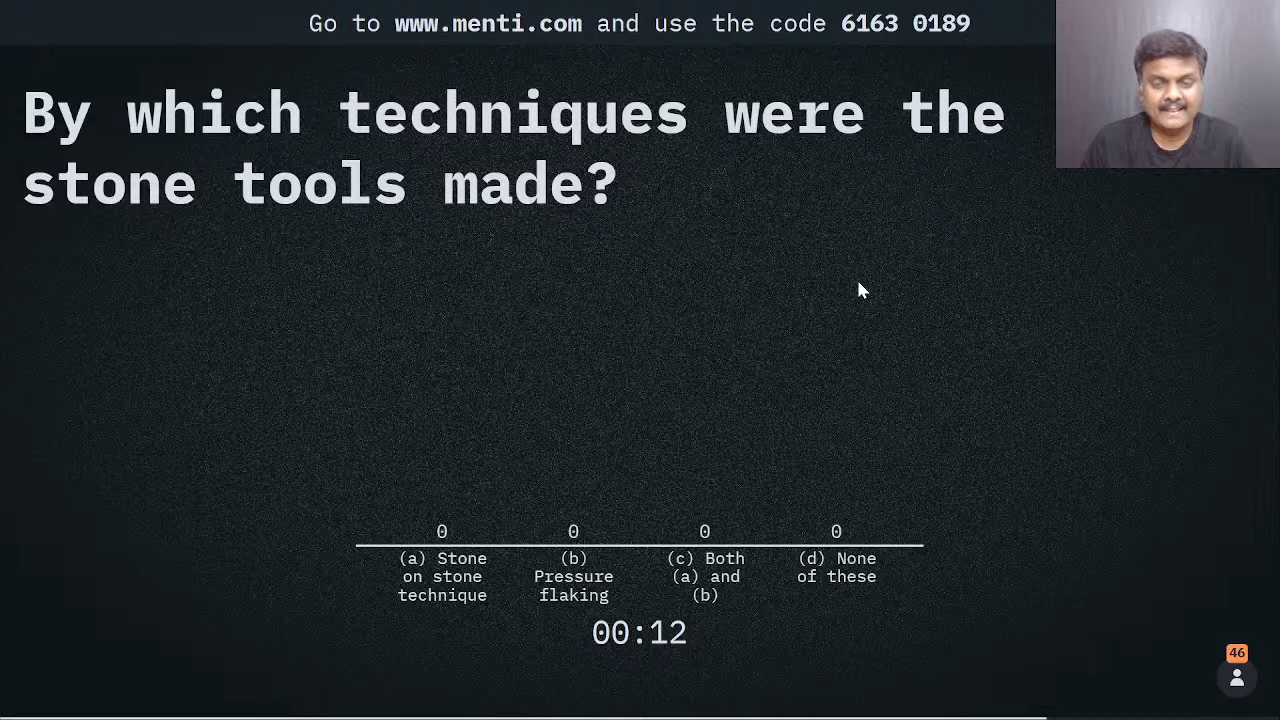 Go to www.menti.com and use the code 6163 0189
By which techniques were the
stone tools made?
0
0
0
0
(a) Stone
on stone
technique
(b)
Pressure
flaking
(c) Both
(a) and
(b)
(d) None
of these
00:12
46